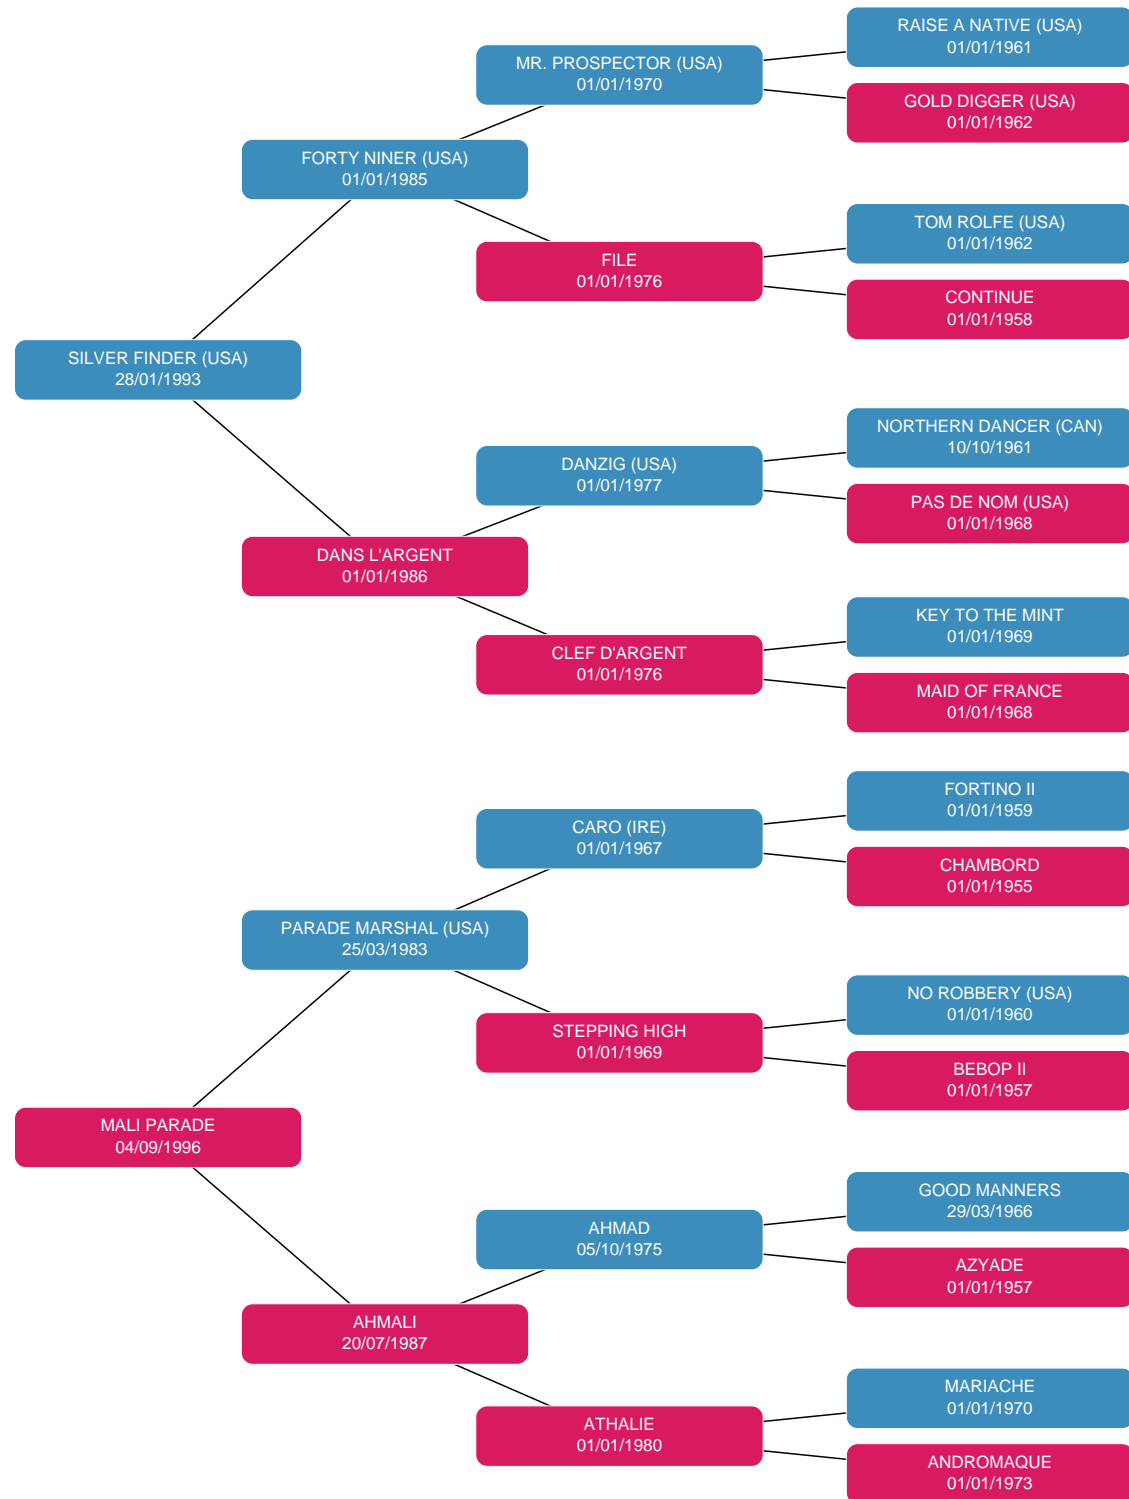 RAISE A NATIVE (USA)
01/01/1961
MR. PROSPECTOR (USA)
01/01/1970
GOLD DIGGER (USA)
01/01/1962
FORTY NINER (USA)
01/01/1985
TOM ROLFE (USA)
01/01/1962
FILE
01/01/1976
CONTINUE
01/01/1958
SILVER FINDER (USA)
28/01/1993
NORTHERN DANCER (CAN)
10/10/1961
DANZIG (USA)
01/01/1977
PAS DE NOM (USA)
01/01/1968
DANS L'ARGENT
01/01/1986
KEY TO THE MINT
01/01/1969
CLEF D'ARGENT
01/01/1976
MAID OF FRANCE
01/01/1968
FORTINO II
01/01/1959
CARO (IRE)
01/01/1967
CHAMBORD
01/01/1955
PARADE MARSHAL (USA)
25/03/1983
NO ROBBERY (USA)
01/01/1960
STEPPING HIGH
01/01/1969
BEBOP II
01/01/1957
MALI PARADE
04/09/1996
GOOD MANNERS
29/03/1966
AHMAD
05/10/1975
AZYADE
01/01/1957
AHMALI
20/07/1987
MARIACHE
01/01/1970
ATHALIE
01/01/1980
ANDROMAQUE
01/01/1973